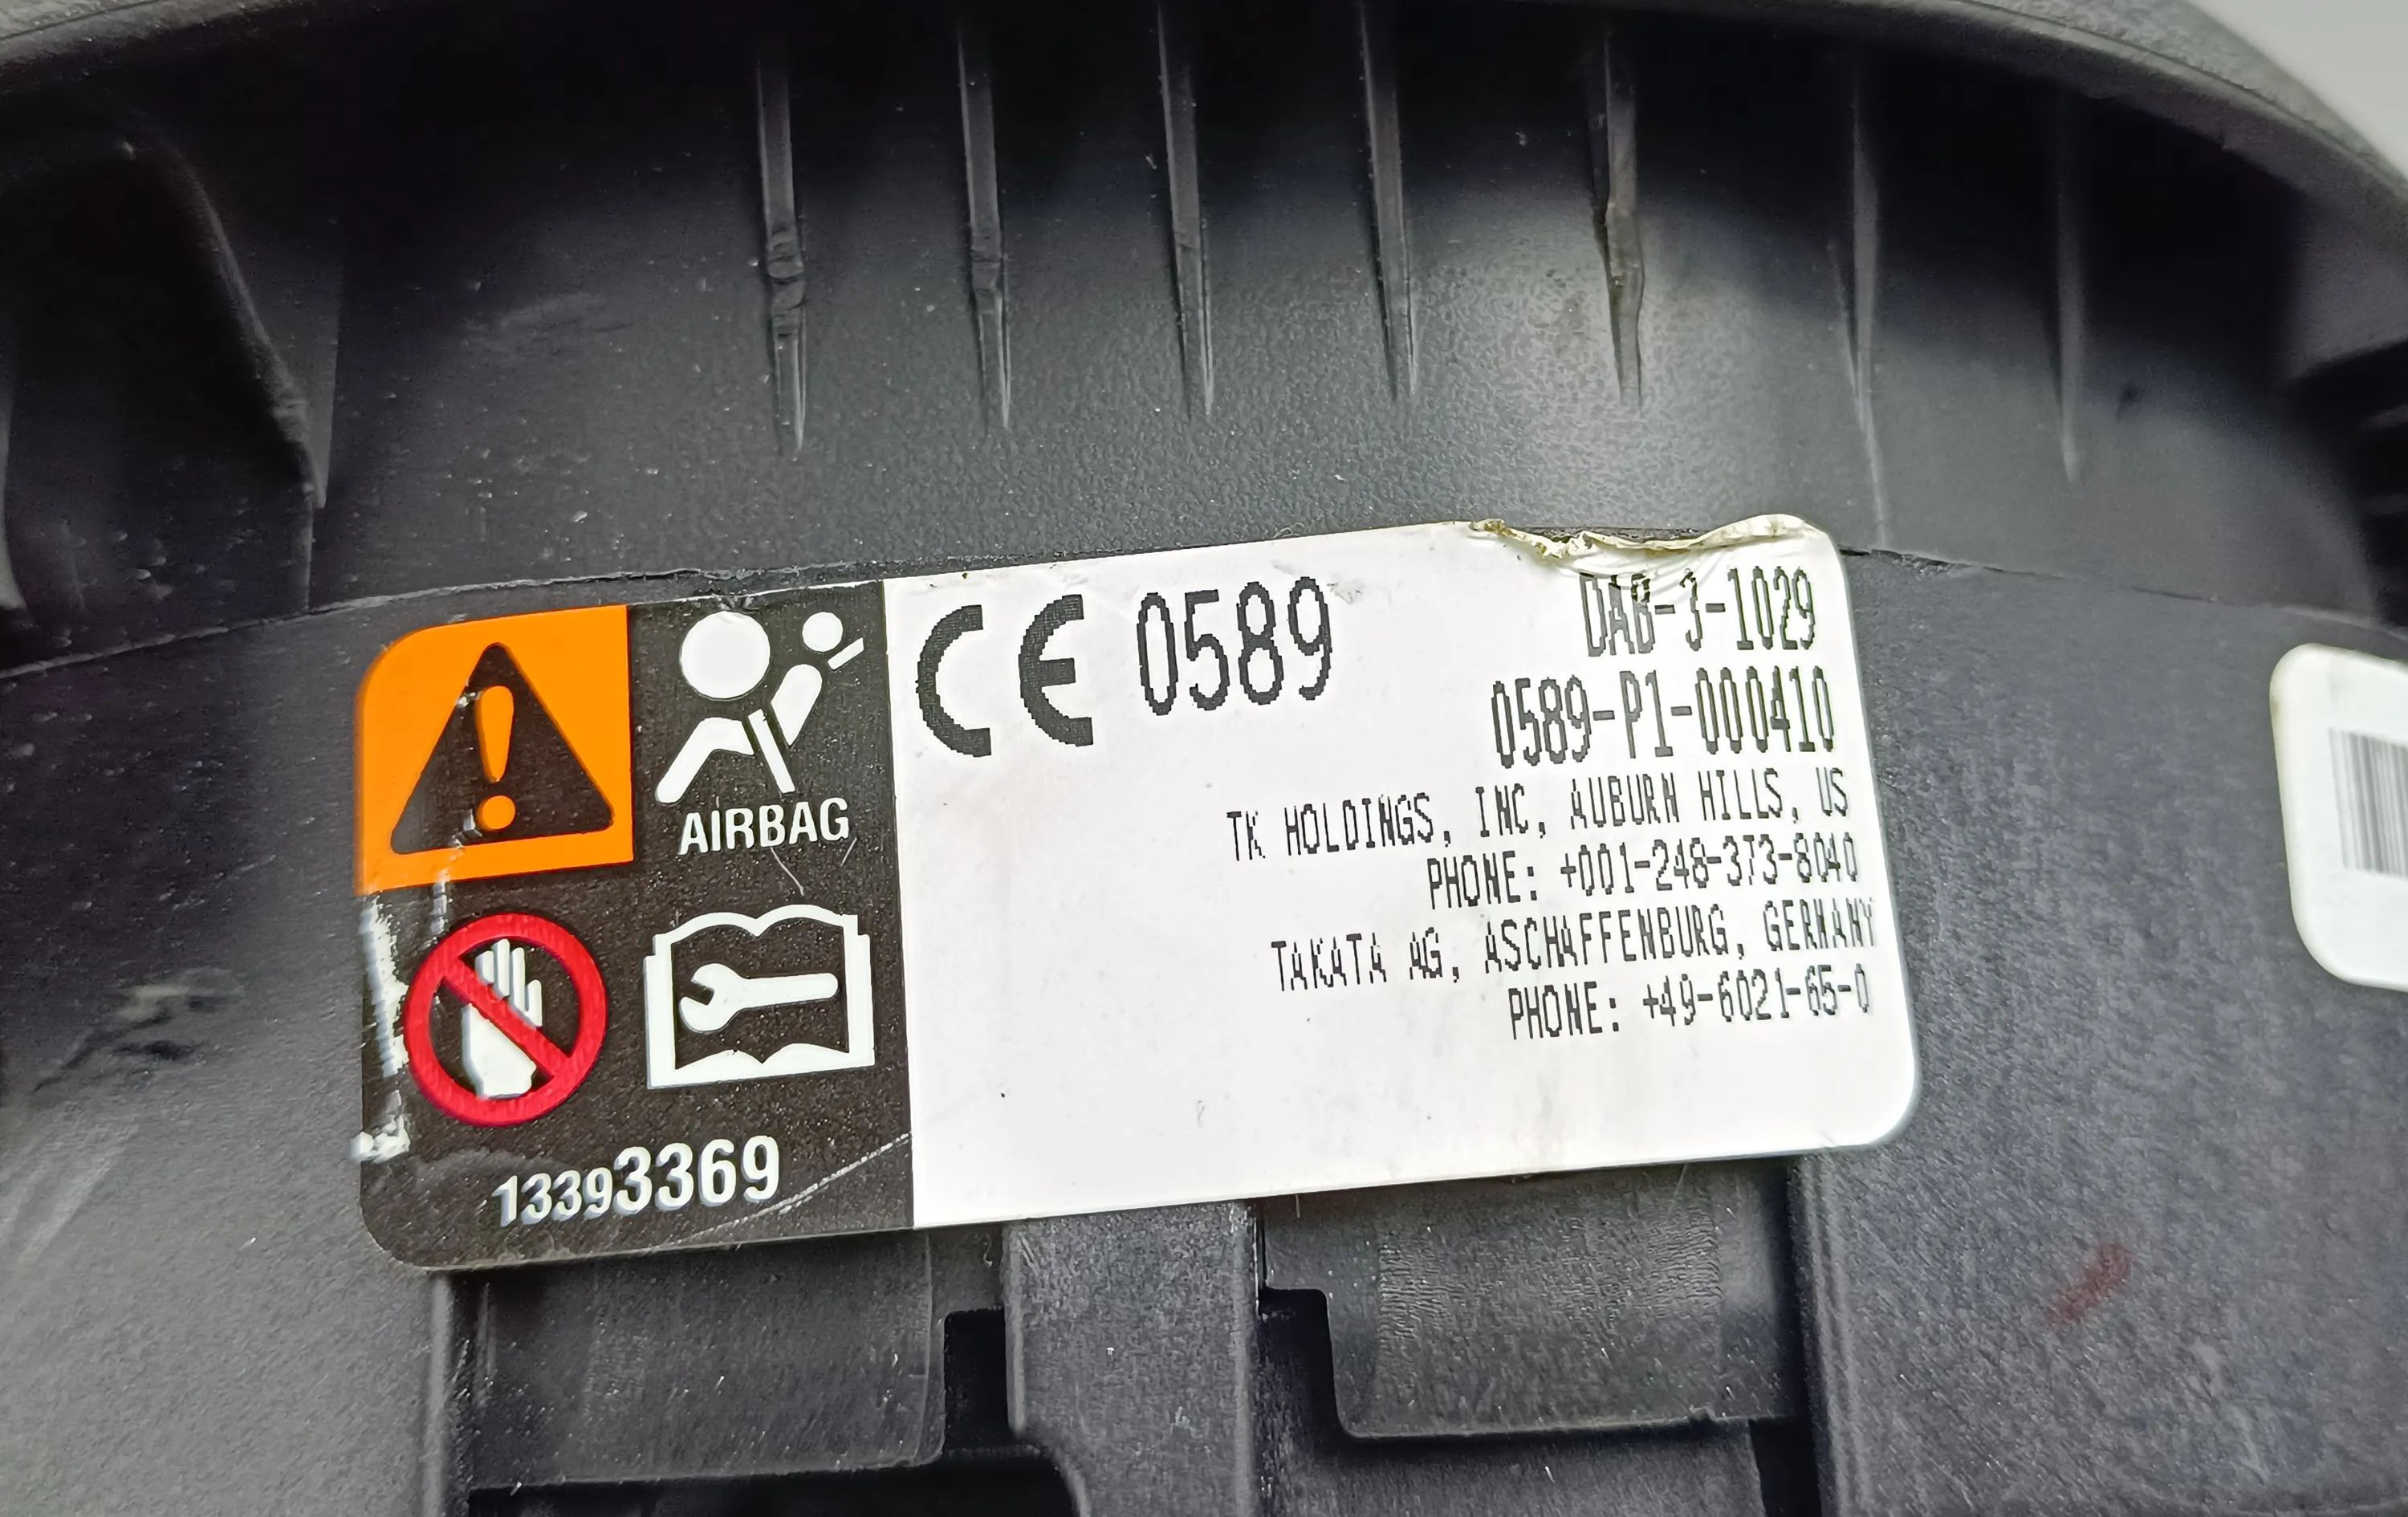 AIRBAG
13393369
CE 0589
DAB-3-1029
0589-P1-000410
TK HOLDINGS, INC, AUBURN HILLS, US
PHONE: +001-248-373-8040
TAKATA AG, ASCHAFFENBURG, GERMANY
PHONE: +49-6021-65-0